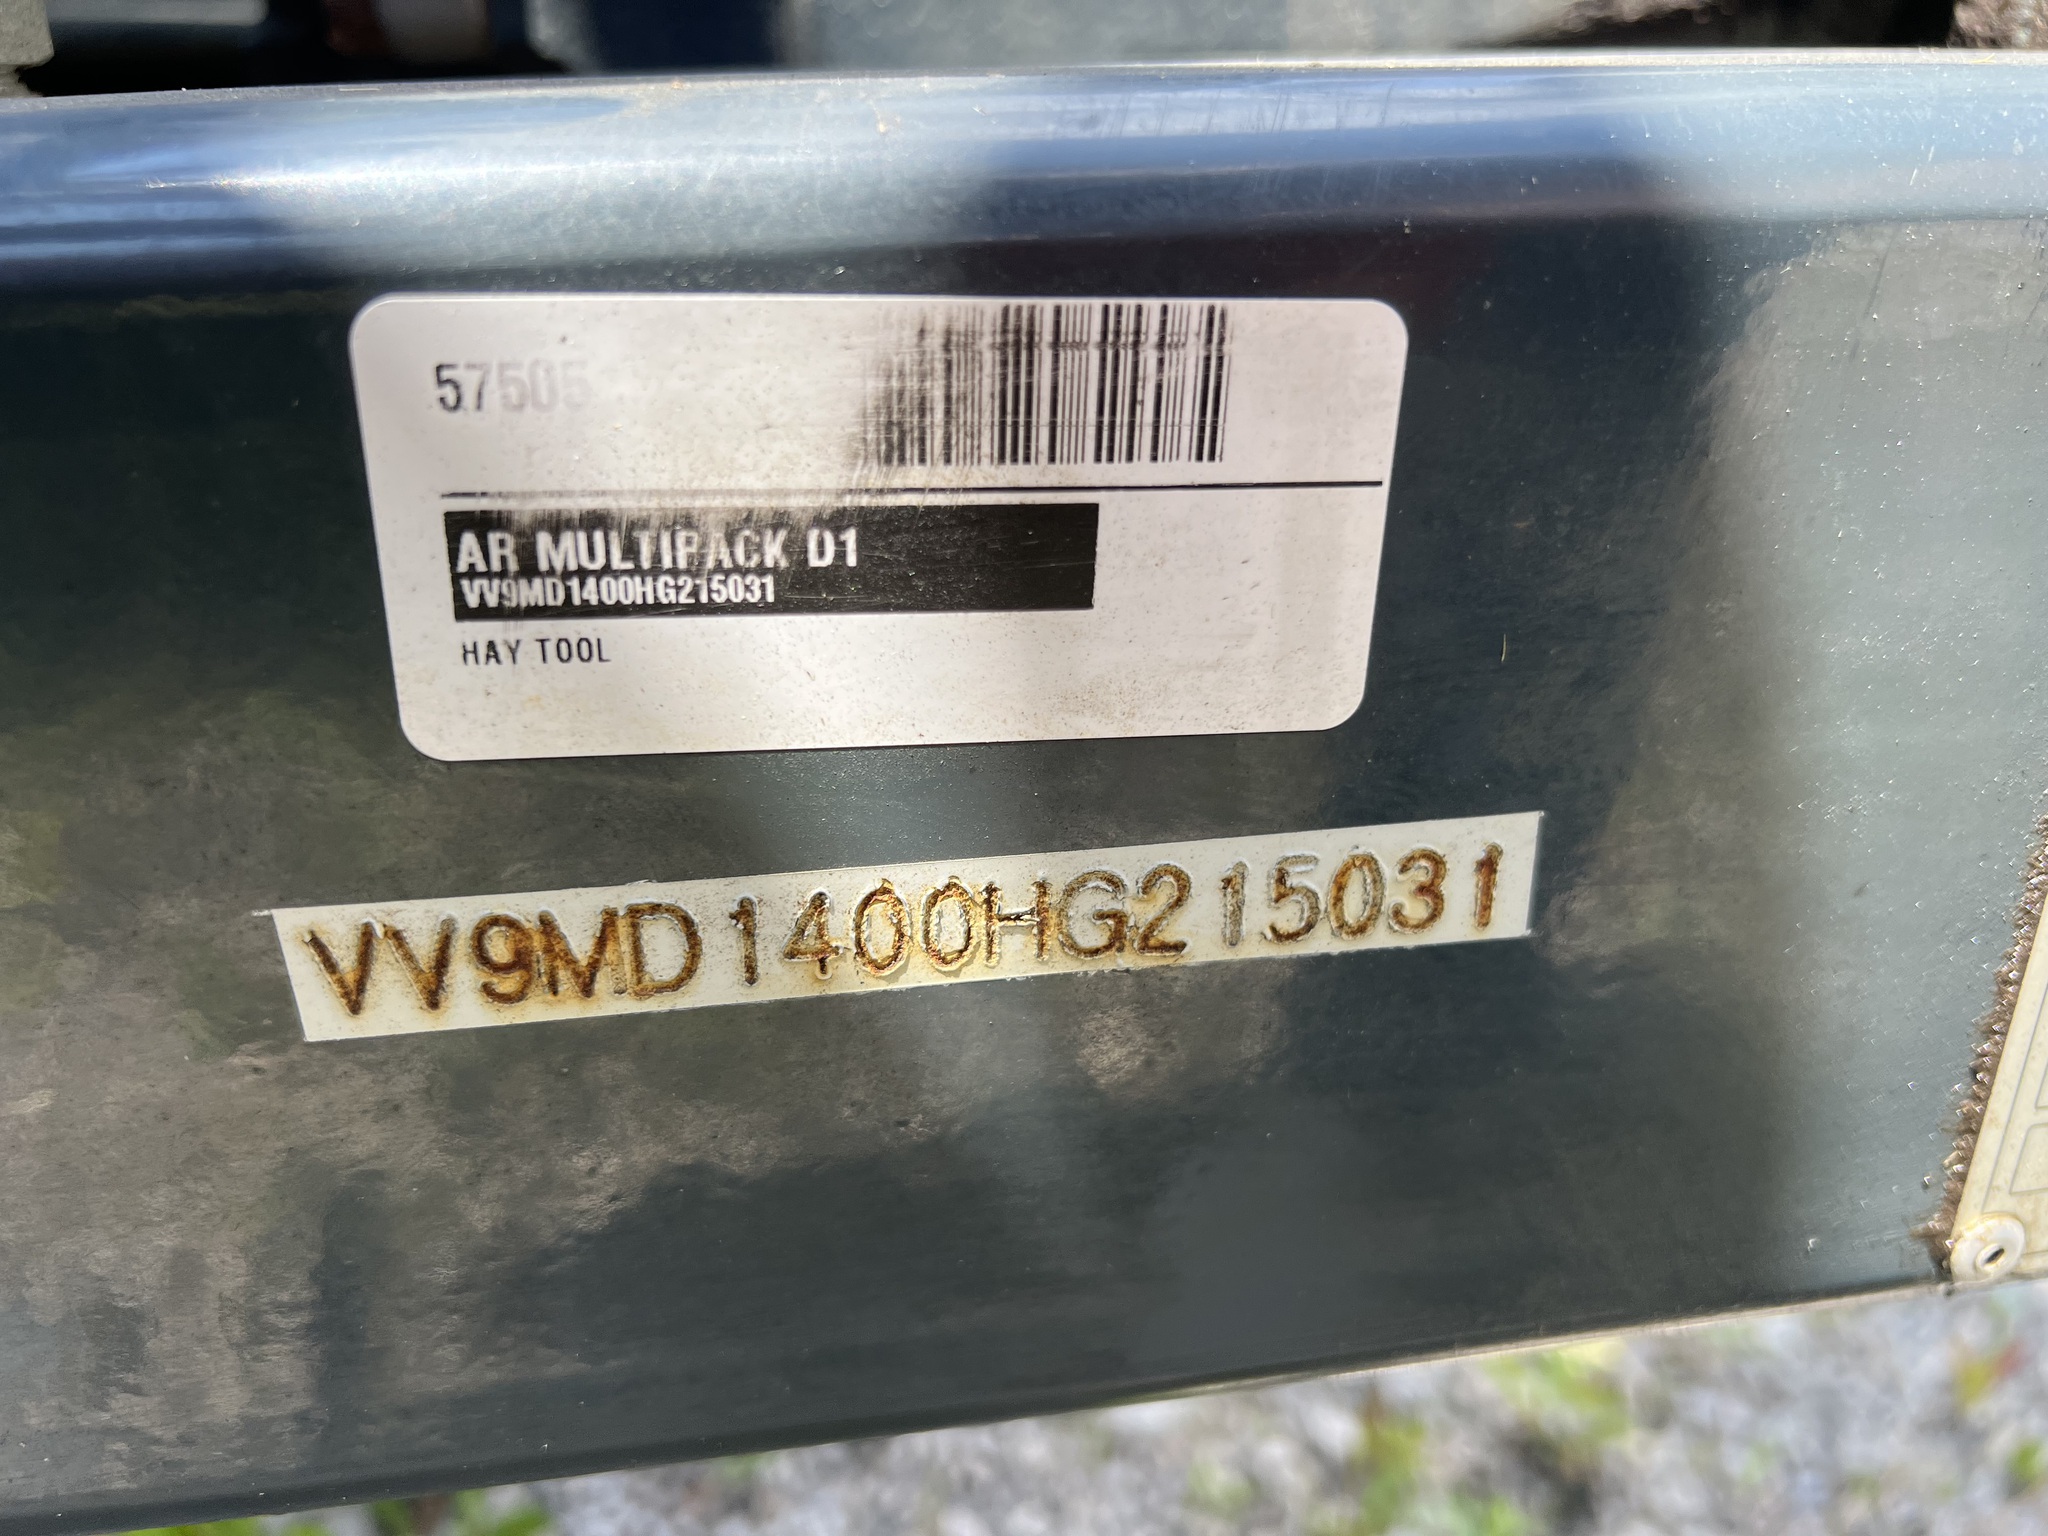 57505
AR MULTIPACK D1
VV9MD1400HG215031
HAY TOOL
VV9MD1400HG215031